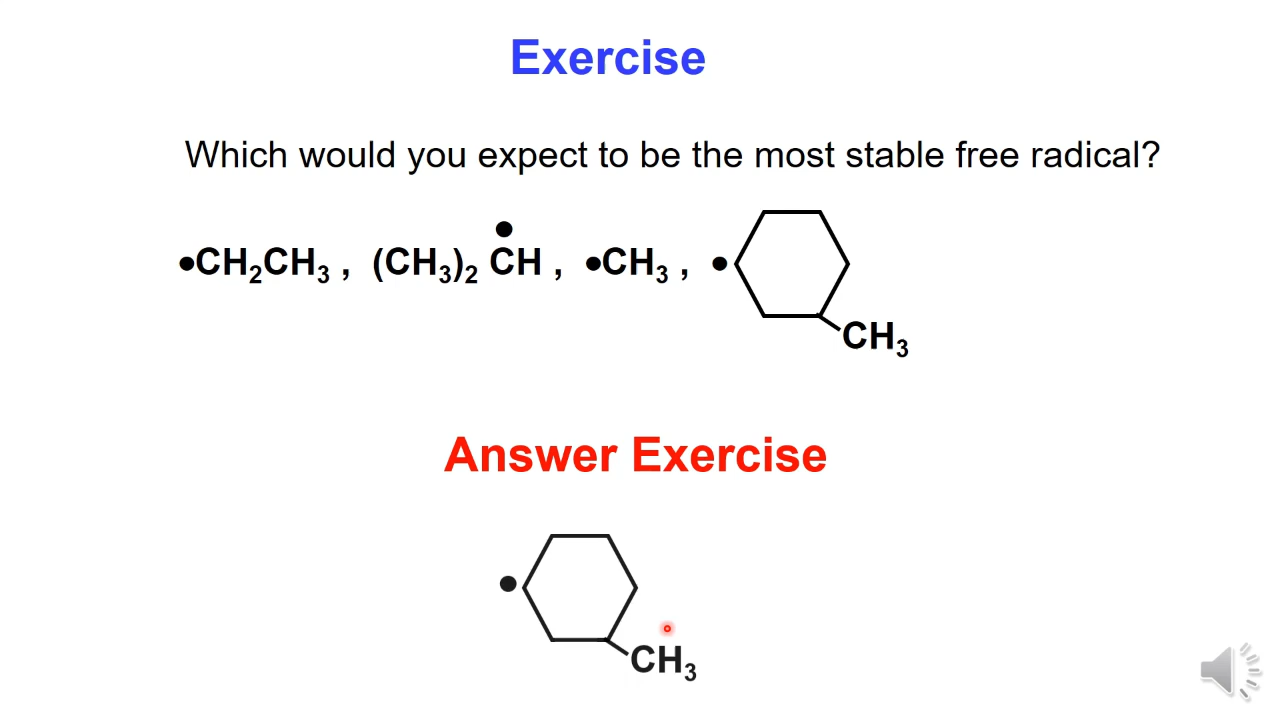 Exercise
Which would you expect to be the most stable free radical?
•CH₂CH₃ , (CH₃)₂ ĊH , •CH₃ , •
CH₃
Answer Exercise
•
CH₃